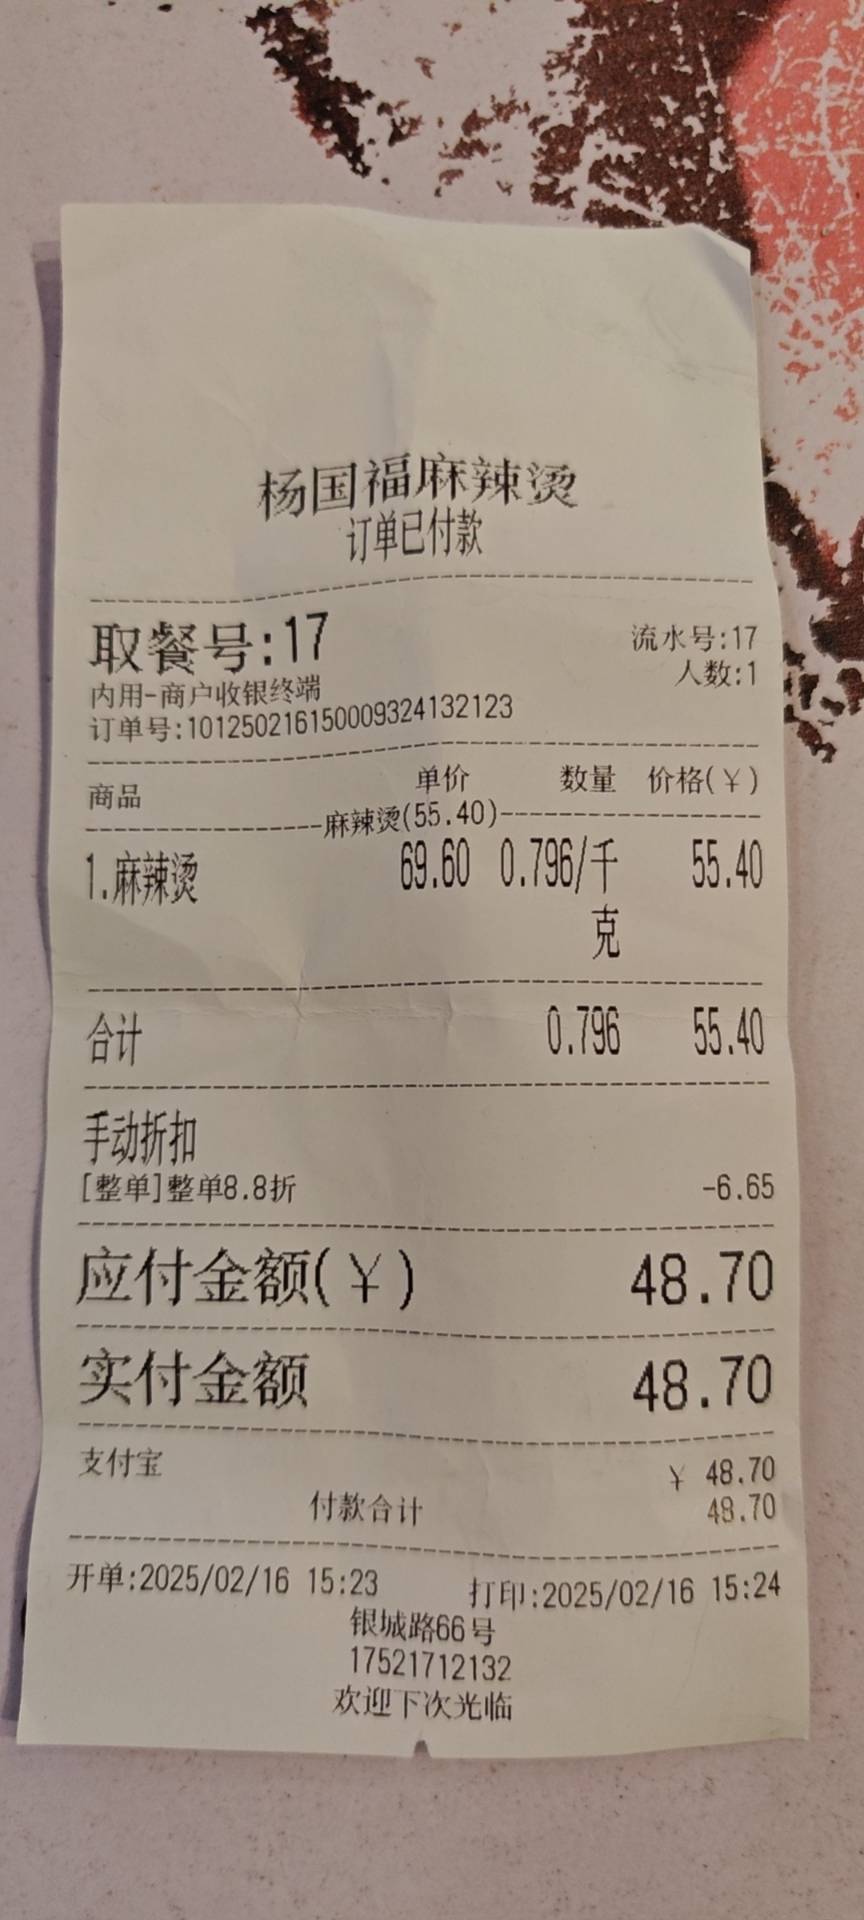 杨国福麻辣烫
订单已付款
取餐号:17 流水号:17
人数:1
内用-商户收银终端
订单号:101250216150009324132123
商品 单价 数量 价格(￥)
麻辣烫(55.40)
1.麻辣烫 69.60 0.796/千克 55.40
合计 0.796 55.40
手动折扣
[整单]整单8.8折 -6.65
应付金额(￥) 48.70
实付金额 48.70
支付宝 ￥ 48.70
付款合计 48.70
开单:2025/02/16 15:23 打印:2025/02/16 15:24
银城路66号
17521712132
欢迎下次光临